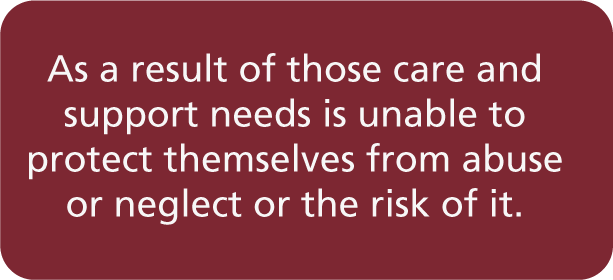 As a result of those care and
support needs is unable to
protect themselves from abuse
or neglect or the risk of it.